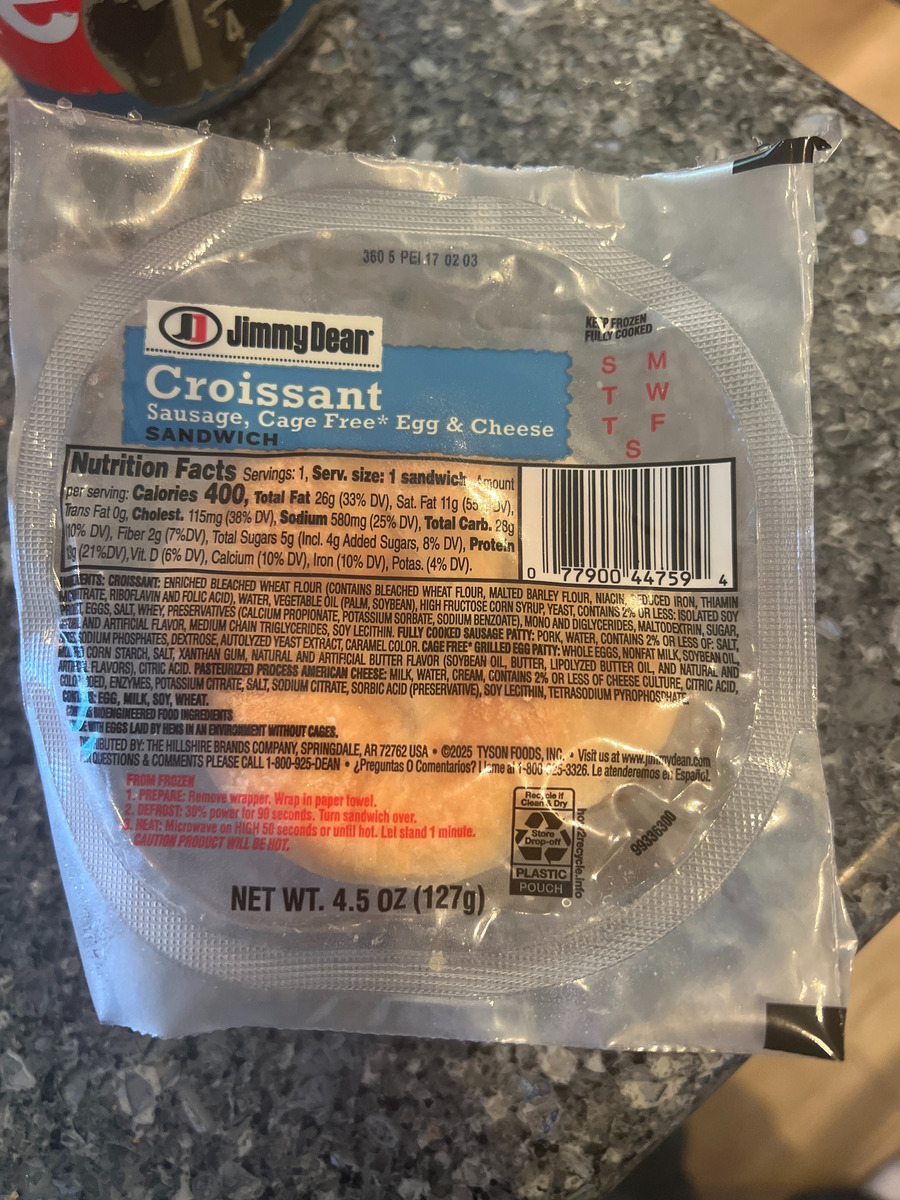 4
360 5 PEI 17 02 03
Jimmy Dean
KEEP FROZEN
FULLY COOKED
Croissant
Sausage, Cage Free* Egg & Cheese
SANDWICH
S M
T W
T F
S
Nutrition Facts Servings: 1, Serv. size: 1 sandwich Amount
per serving: Calories 400, Total Fat 26g (33% DV), Sat. Fat 11g (55 DV),
Trans Fat 0g, Cholest. 115mg (38% DV), Sodium 580mg (25% DV), Total Carb. 28g
(10% DV), Fiber 2g (7%DV), Total Sugars 5g (Incl. 4g Added Sugars, 8% DV), Protein
(21%DV), Vit. D (6% DV), Calcium (10% DV), Iron (10% DV), Potas. (4% DV).
0 77900 44759 4
CROISSANT: ENRICHED BLEACHED WHEAT FLOUR (CONTAINS BLEACHED WHEAT FLOUR, MALTED BARLEY FLOUR, NIACIN, REDUCED IRON, THIAMIN
RIBOFLAVIN AND FOLIC ACID), WATER, VEGETABLE OIL (PALM, SOYBEAN), HIGH FRUCTOSE CORN SYRUP, YEAST, CONTAINS 2% OR LESS: ISOLATED SOY
EGGS, SALT, WHEY, PRESERVATIVES (CALCIUM PROPIONATE, POTASSIUM SORBATE, SODIUM BENZOATE), MONO AND DIGLYCERIDES, MALTODEXTRIN, SUGAR,
AND ARTIFICIAL FLAVOR, MEDIUM CHAIN TRIGLYCERIDES, SOY LECITHIN. FULLY COOKED SAUSAGE PATTY: PORK, WATER, CONTAINS 2% OR LESS OF: SALT,
SODIUM PHOSPHATES, DEXTROSE, AUTOLYZED YEAST EXTRACT, CARAMEL COLOR. CAGE FREE* GRILLED EGG PATTY: WHOLE EGGS, NONFAT MILK, SOYBEAN OIL,
CORN STARCH, SALT, XANTHAN GUM, NATURAL AND ARTIFICIAL BUTTER FLAVOR (SOYBEAN OIL, BUTTER, LIPOLYZED BUTTER OIL, AND NATURAL AND
FLAVORS), CITRIC ACID. PASTEURIZED PROCESS AMERICAN CHEESE: MILK, WATER, CREAM, CONTAINS 2% OR LESS OF CHEESE CULTURE, CITRIC ACID,
ENZYMES, POTASSIUM CITRATE, SALT, SODIUM CITRATE, SORBIC ACID (PRESERVATIVE), SOY LECITHIN, TETRASODIUM PYROPHOSPHATE.
EGG, MILK, SOY, WHEAT.
BIOENGINEERED FOOD INGREDIENTS
WITH EGGS LAID BY HENS IN AN ENVIRONMENT WITHOUT CAGES.
BY: THE HILLSHIRE BRANDS COMPANY, SPRINGDALE, AR 72762 USA • ©2025 TYSON FOODS, INC. • Visit us at www.jimmydean.com
QUESTIONS & COMMENTS PLEASE CALL 1-800-925-DEAN • ¿Preguntas O Comentarios? Llame al 1-800-925-3326. Le atenderemos en Español.
FROM FROZEN
1. PREPARE: Remove wrapper. Wrap in paper towel.
2. DEFROST: 30% power for 90 seconds. Turn sandwich over.
3. HEAT: Microwave on HIGH 50 seconds or until hot. Let stand 1 minute.
CAUTION PRODUCT WILL BE HOT.
Recycle if
Clean & Dry
Store
Drop-off
PLASTIC
POUCH
how2recycle.info
99336300
NET WT. 4.5 OZ (127g)